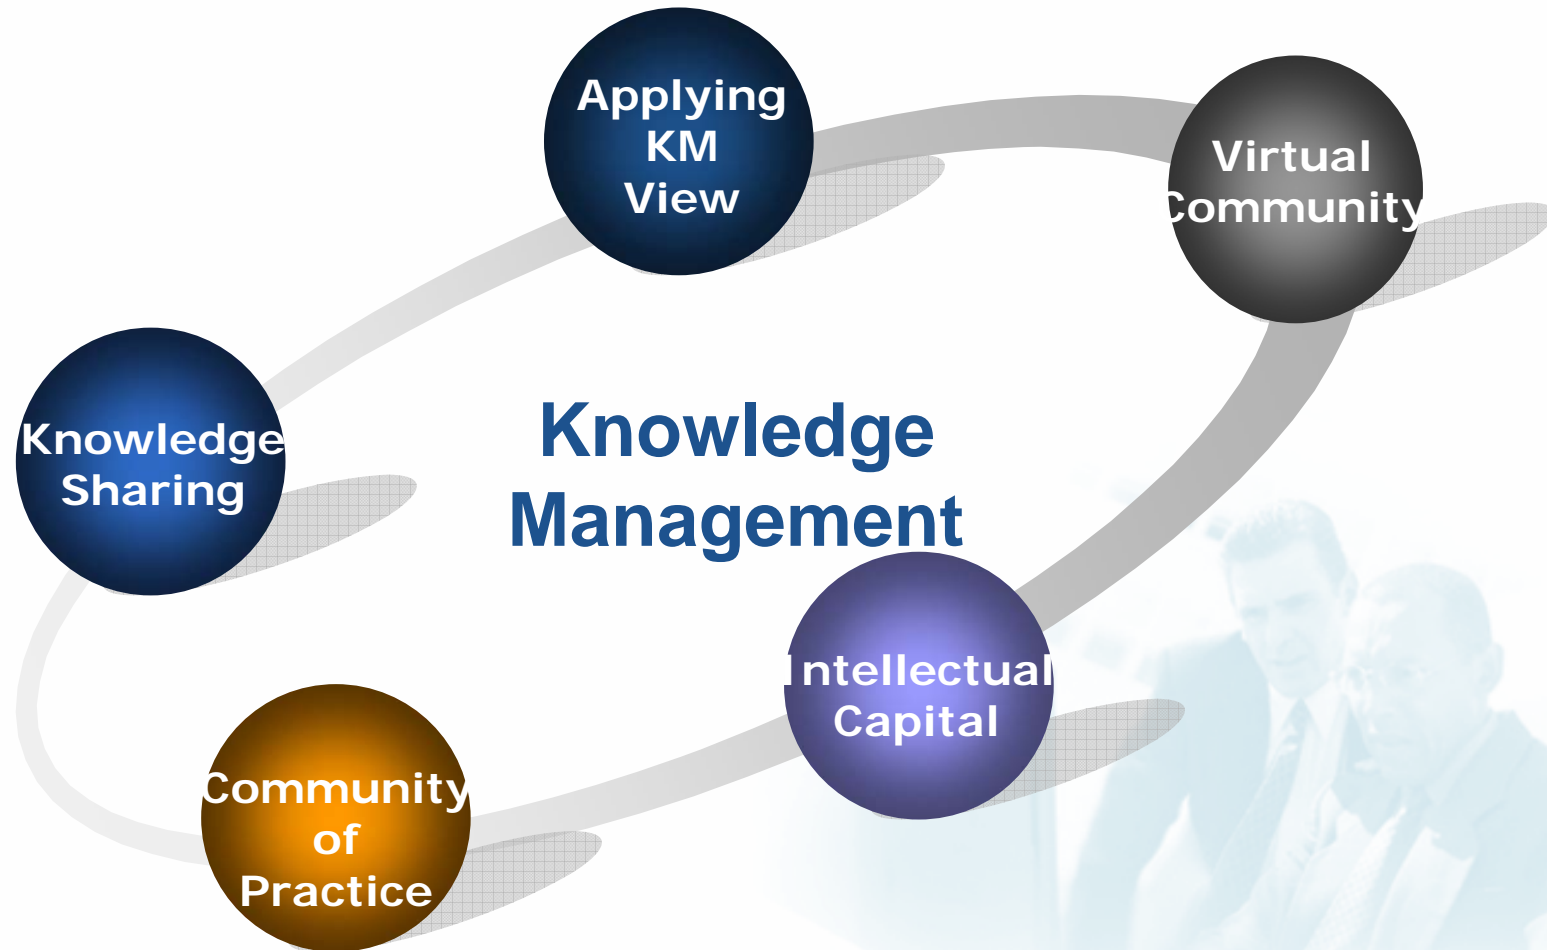 Applying
KM
View
Virtual
Community
Knowledge
Sharing
Knowledge
Management
Intellectual
Capital
Community
of
Practice